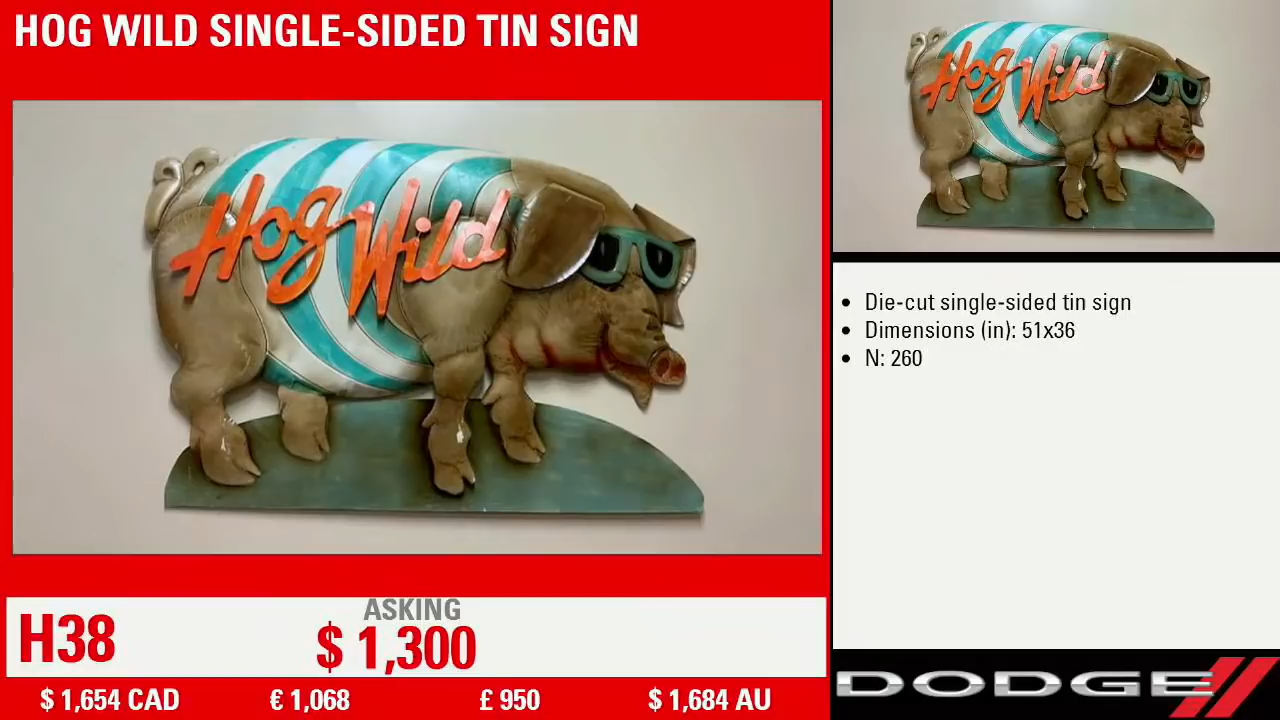 HOG WILD SINGLE-SIDED TIN SIGN
Hog Wild
Hog Wild
• Die-cut single-sided tin sign
• Dimensions (in): 51x36
• N: 260
H38
ASKING
$ 1,300
$ 1,654 CAD € 1,068 £ 950 $ 1,684 AU
DODGE